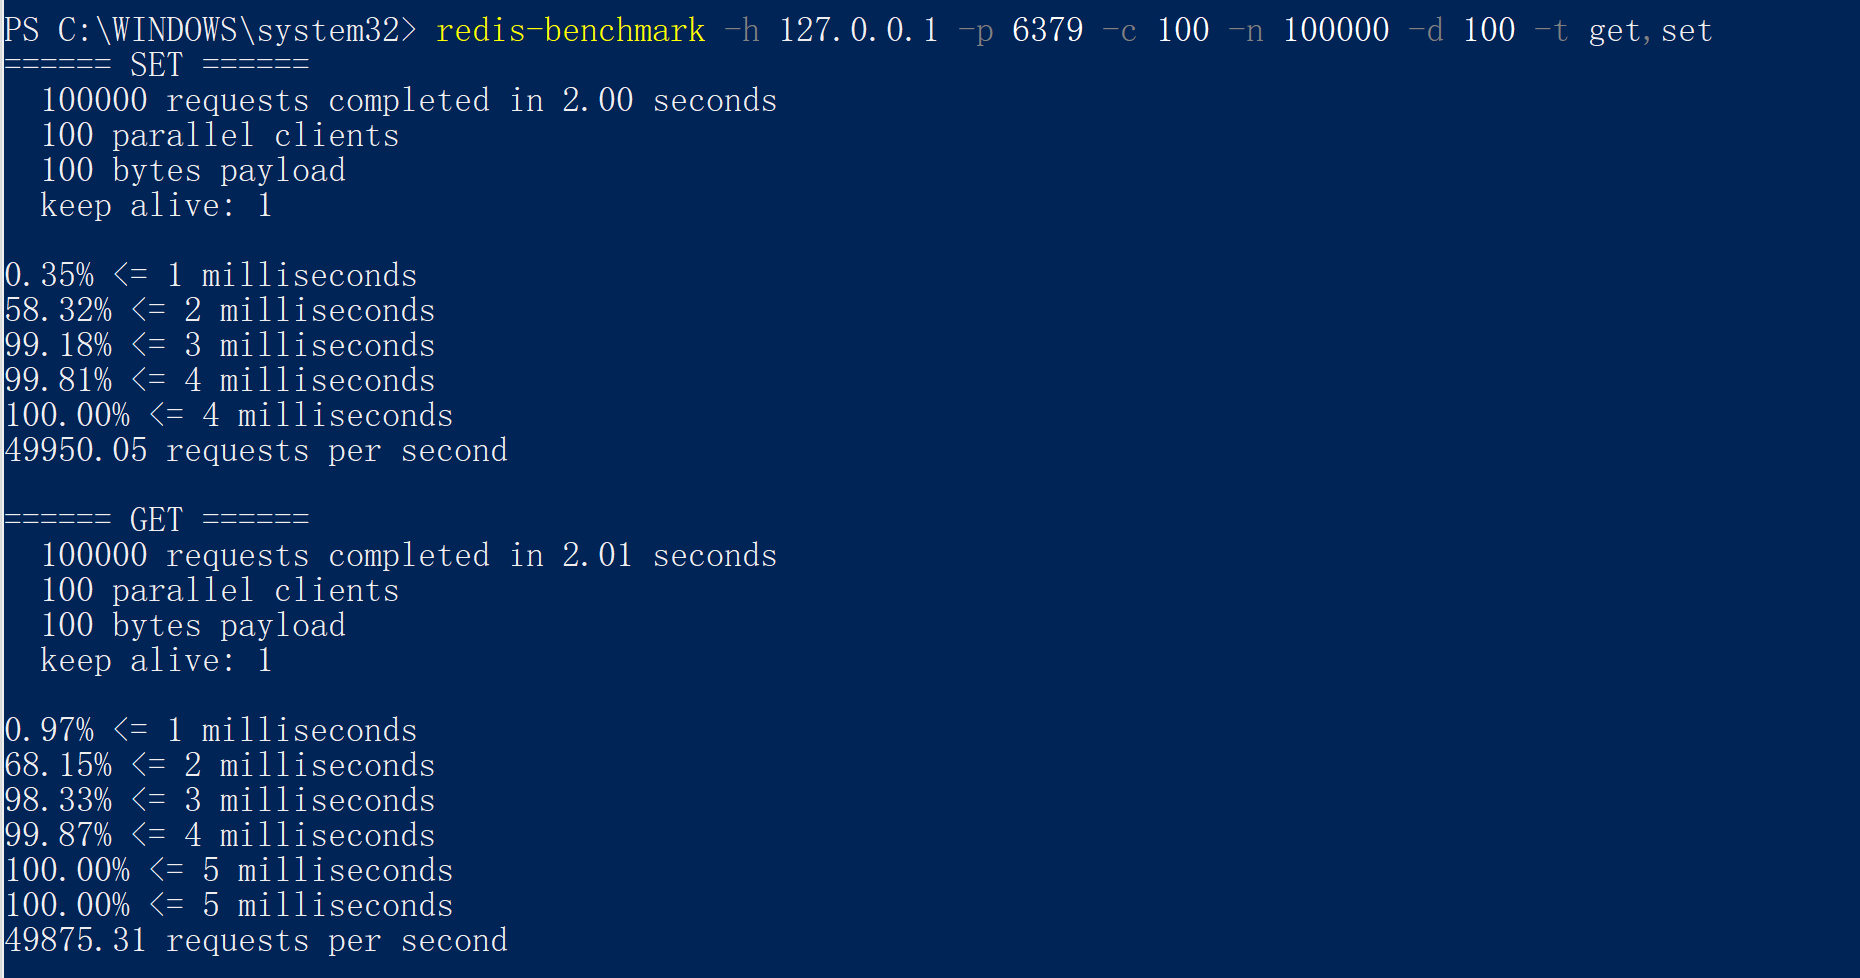 PS C:\WINDOWS\system32> redis-benchmark -h 127.0.0.1 -p 6379 -c 100 -n 100000 -d 100 -t get,set
====== SET ======
  100000 requests completed in 2.00 seconds
  100 parallel clients
  100 bytes payload
  keep alive: 1

0.35% <= 1 milliseconds
58.32% <= 2 milliseconds
99.18% <= 3 milliseconds
99.81% <= 4 milliseconds
100.00% <= 4 milliseconds
49950.05 requests per second

====== GET ======
  100000 requests completed in 2.01 seconds
  100 parallel clients
  100 bytes payload
  keep alive: 1

0.97% <= 1 milliseconds
68.15% <= 2 milliseconds
98.33% <= 3 milliseconds
99.87% <= 4 milliseconds
100.00% <= 5 milliseconds
100.00% <= 5 milliseconds
49875.31 requests per second